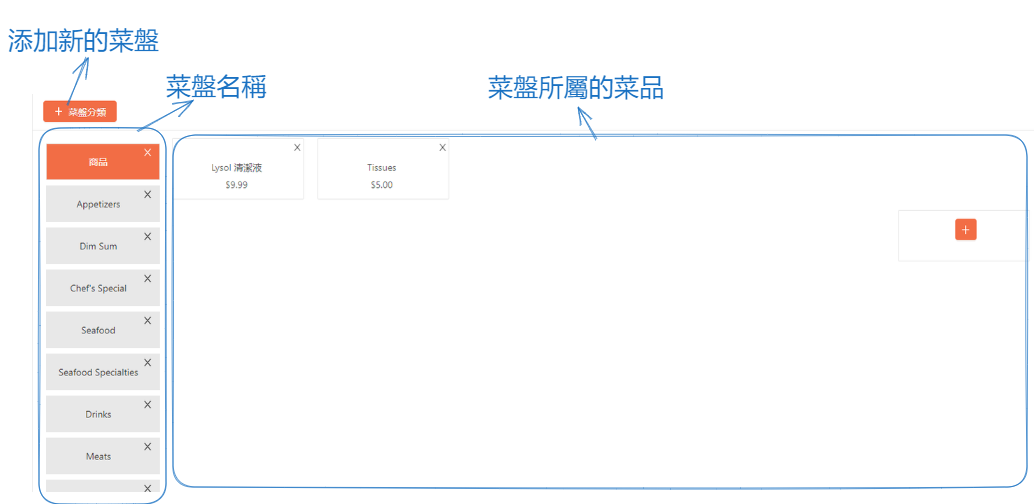 添加新的菜盤
菜盤名稱
菜盤所屬的菜品
+ 菜盤分類
商品 X
Lysol 清潔液 X
$9.99
Tissues X
$5.00
Appetizers X
Dim Sum X
Chef's Special X
Seafood X
Seafood Specialties X
Drinks X
Meats X
X
+